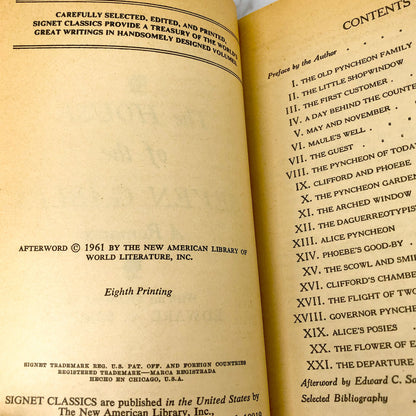 CAREFULLY SELECTED, EDITED, AND PRINTED,
SIGNET CLASSICS PROVIDE A TREASURY OF THE WORLD'S
GREAT WRITINGS IN HANDSOMELY DESIGNED VOLUMES.
AFTERWORD © 1961 BY THE NEW AMERICAN LIBRARY OF
WORLD LITERATURE, INC.
Eighth Printing
SIGNET TRADEMARK REG. U.S. PAT. OFF. AND FOREIGN COUNTRIES
REGISTERED TRADEMARK—MARCA REGISTRADA
HECHO EN CHICAGO, U.S.A.
SIGNET CLASSICS are published in the United States by
The New American Library, Inc.,
CONTENTS
Preface by the Author
I. THE OLD PYNCHEON FAMILY
II. THE LITTLE SHOPWINDOW
III. THE FIRST CUSTOMER
IV. A DAY BEHIND THE COUNTE
V. MAY AND NOVEMBER
VI. MAULE'S WELL
VII. THE GUEST
VIII. THE PYNCHEON OF TODAY
IX. CLIFFORD AND PHOEBE
X. THE PYNCHEON GARDEN
XI. THE ARCHED WINDOW
XII. THE DAGUERREOTYPIST
XIII. ALICE PYNCHEON
XIV. PHOEBE'S GOOD-BY
XV. THE SCOWL AND SMIL
XVI. CLIFFORD'S CHAMBE
XVII. THE FLIGHT OF TWO
XVIII. GOVERNOR PYNCHE
XIX. ALICE'S POSIES
XX. THE FLOWER OF E
XXI. THE DEPARTURE
Afterword by Edward C. Sa
Selected Bibliography